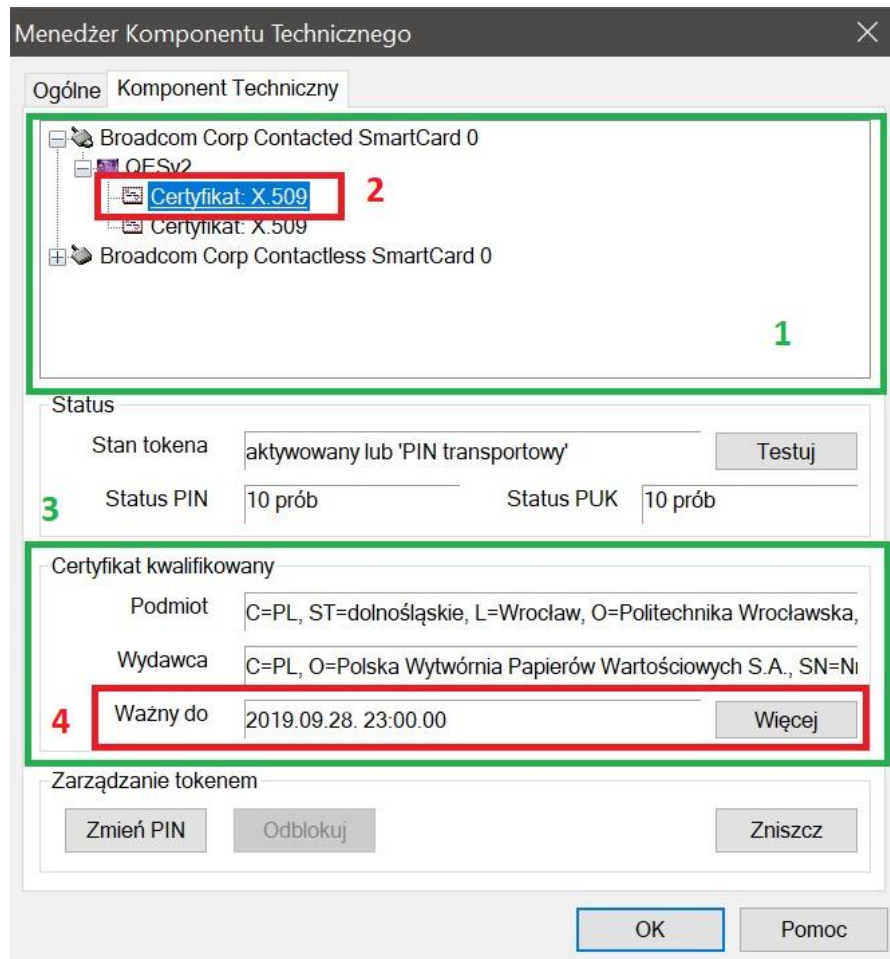 Menedżer Komponentu Technicznego
Ogólne Komponent Techniczny
Broadcom Corp Contacted SmartCard 0
QESv2
Certyfikat: X.509 2
Certyfikat: X.509
Broadcom Corp Contactless SmartCard 0
1
Status
Stan tokena aktywowany lub 'PIN transportowy' Testuj
3 Status PIN 10 prób Status PUK 10 prób
Certyfikat kwalifikowany
Podmiot C=PL, ST=dolnośląskie, L=Wrocław, O=Politechnika Wrocławska,
Wydawca C=PL, O=Polska Wytwórnia Papierów Wartościowych S.A., SN=
4 Ważny do 2019.09.28. 23:00.00 Więcej
Zarządzanie tokenem
Zmień PIN Odblokuj Zniszcz
OK Pomoc